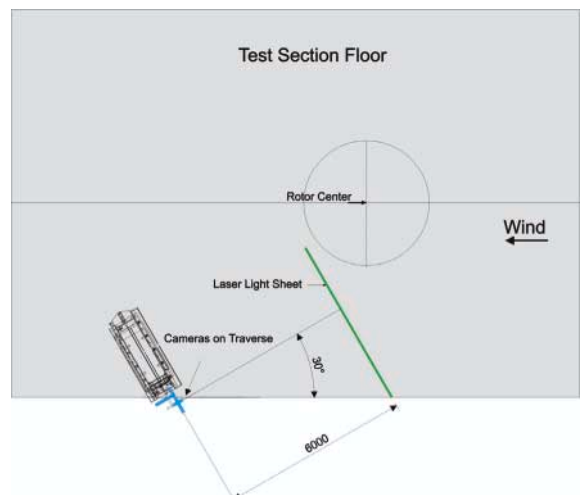 Test Section Floor
Rotor Center
Wind
Laser Light Sheet
Cameras on Traverse
30°
6000